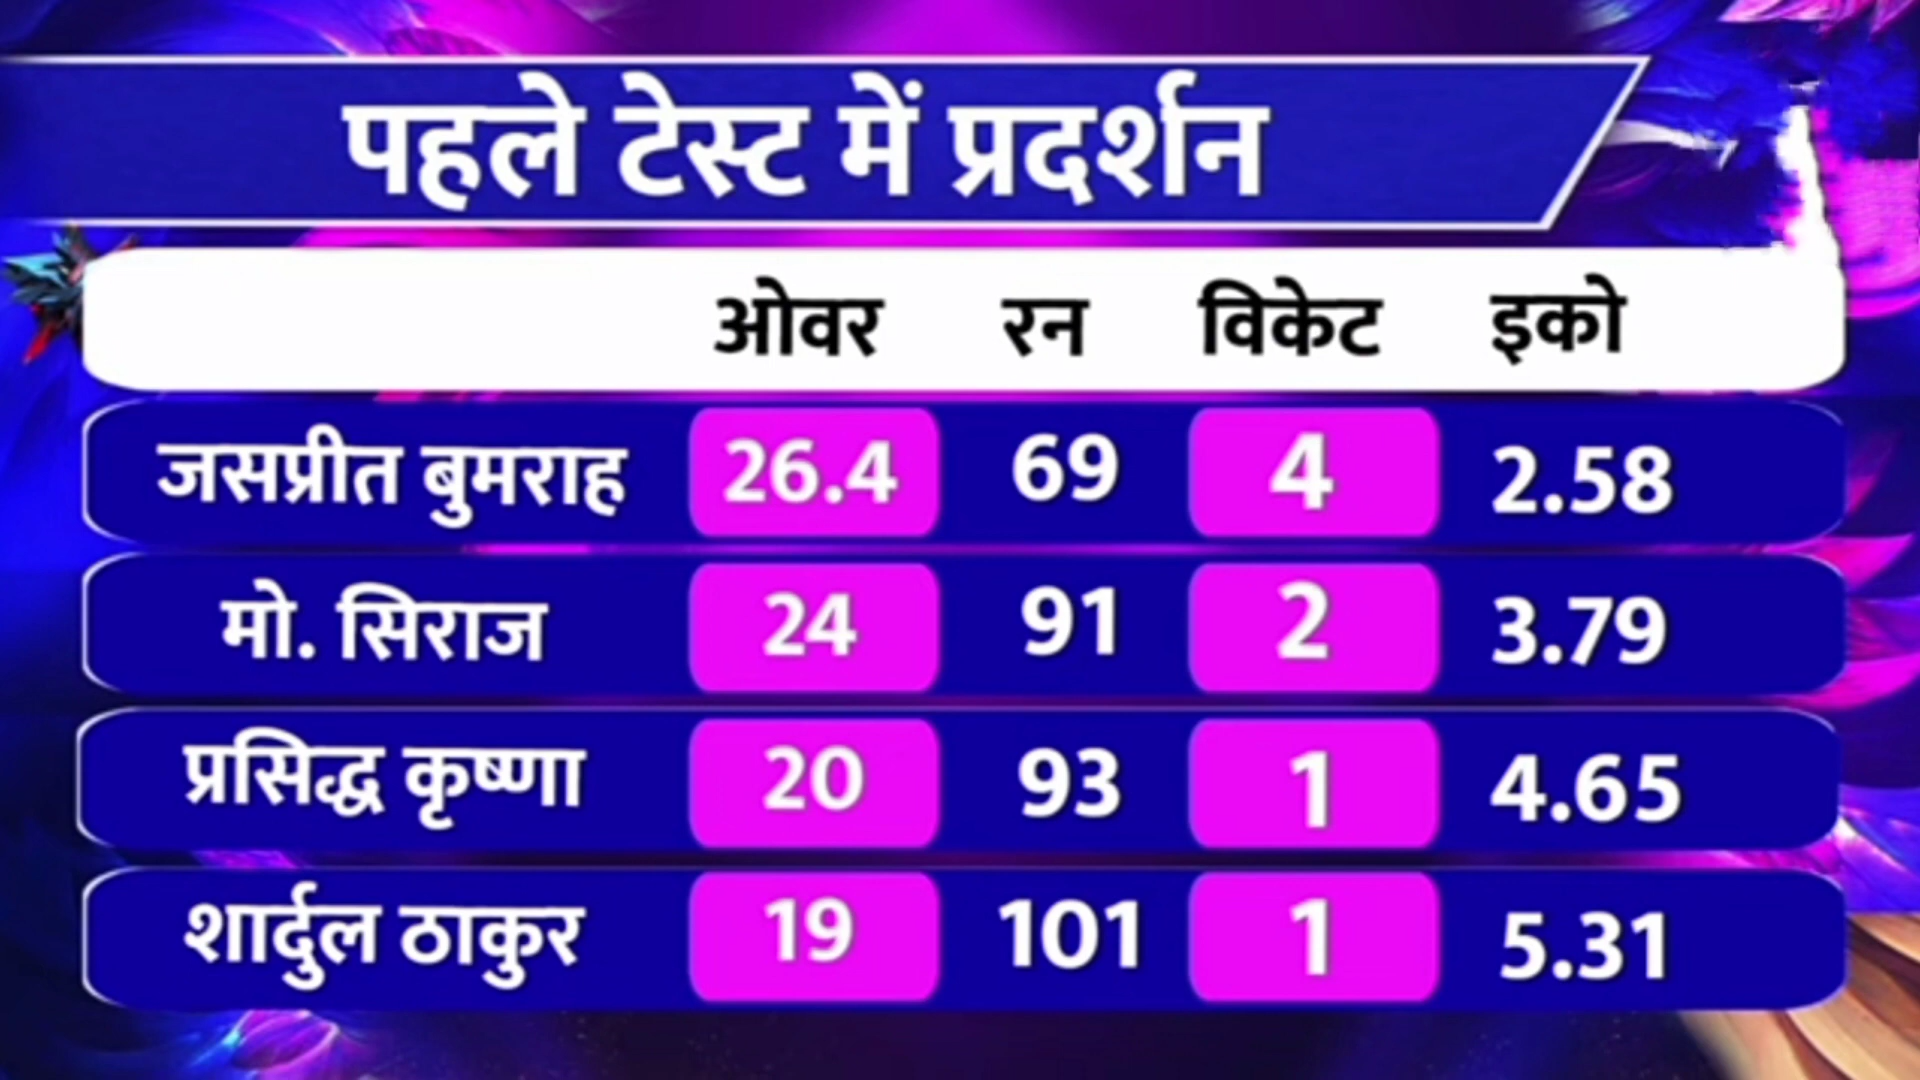 पहले टेस्ट में प्रदर्शन
ओवर रन विकेट इको
जसप्रीत बुमराह 26.4 69 4 2.58
मो. सिराज 24 91 2 3.79
प्रसिद्ध कृष्णा 20 93 1 4.65
शार्दुल ठाकुर 19 101 1 5.31